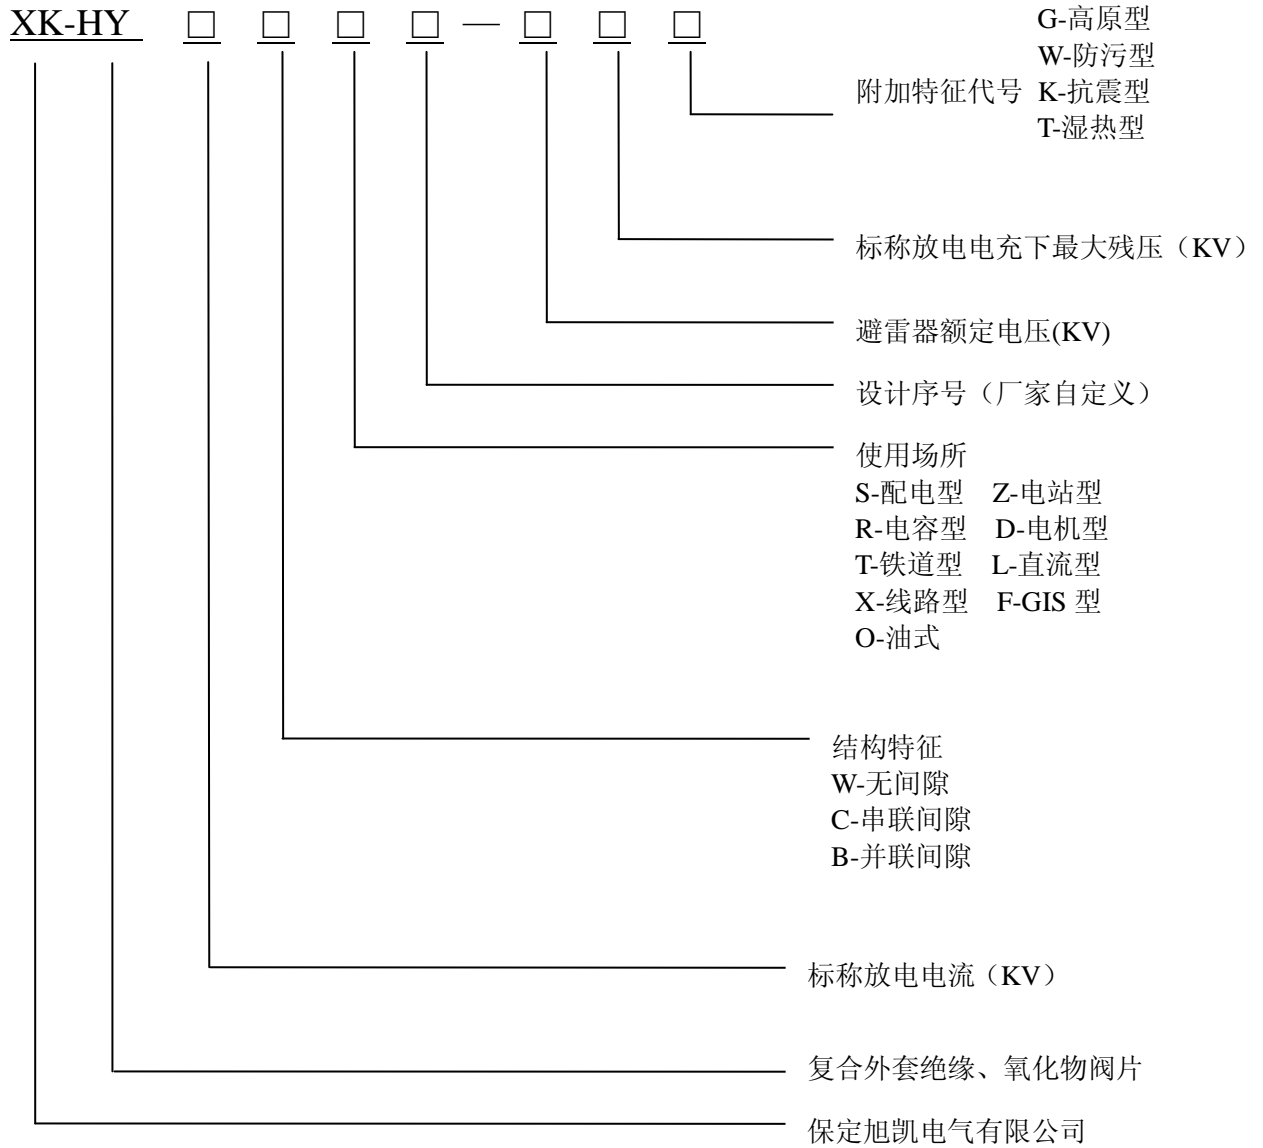 XK-HY □ □ □ □ — □ □ □
G-高原型
W-防污型
附加特征代号 K-抗震型
T-湿热型
标称放电电充下最大残压（KV）
避雷器额定电压(KV)
设计序号（厂家自定义）
使用场所
S-配电型 Z-电站型
R-电容型 D-电机型
T-铁道型 L-直流型
X-线路型 F-GIS 型
O-油式
结构特征
W-无间隙
C-串联间隙
B-并联间隙
标称放电电流（KV）
复合外套绝缘、氧化物阀片
保定旭凯电气有限公司